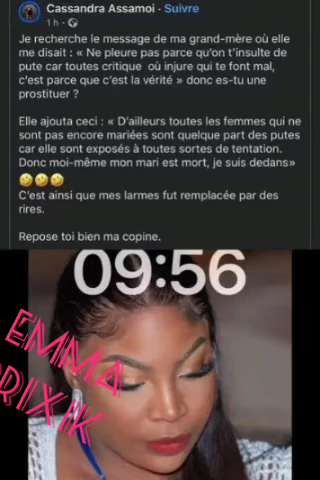 Cassandra Assamoi · Suivre
1 h ·
Je recherche le message de ma grand-mère où elle
me disait : « Ne pleure pas parce qu'on t'insulte de
pute car toutes critique où injure qui te font mal,
c'est parce que c'est la vérité » donc es-tu une
prostituer ?
Elle ajouta ceci : « D'ailleurs toutes les femmes qui ne
sont pas encore mariées sont quelque part des putes
car elle sont exposés à toutes sortes de tentation.
Donc moi-même mon mari est mort, je suis dedans»
🤣🤣🤣
C'est ainsi que mes larmes fut remplacée par des
rires.
Repose toi bien ma copine.
09:56
EMMA
RIXIK